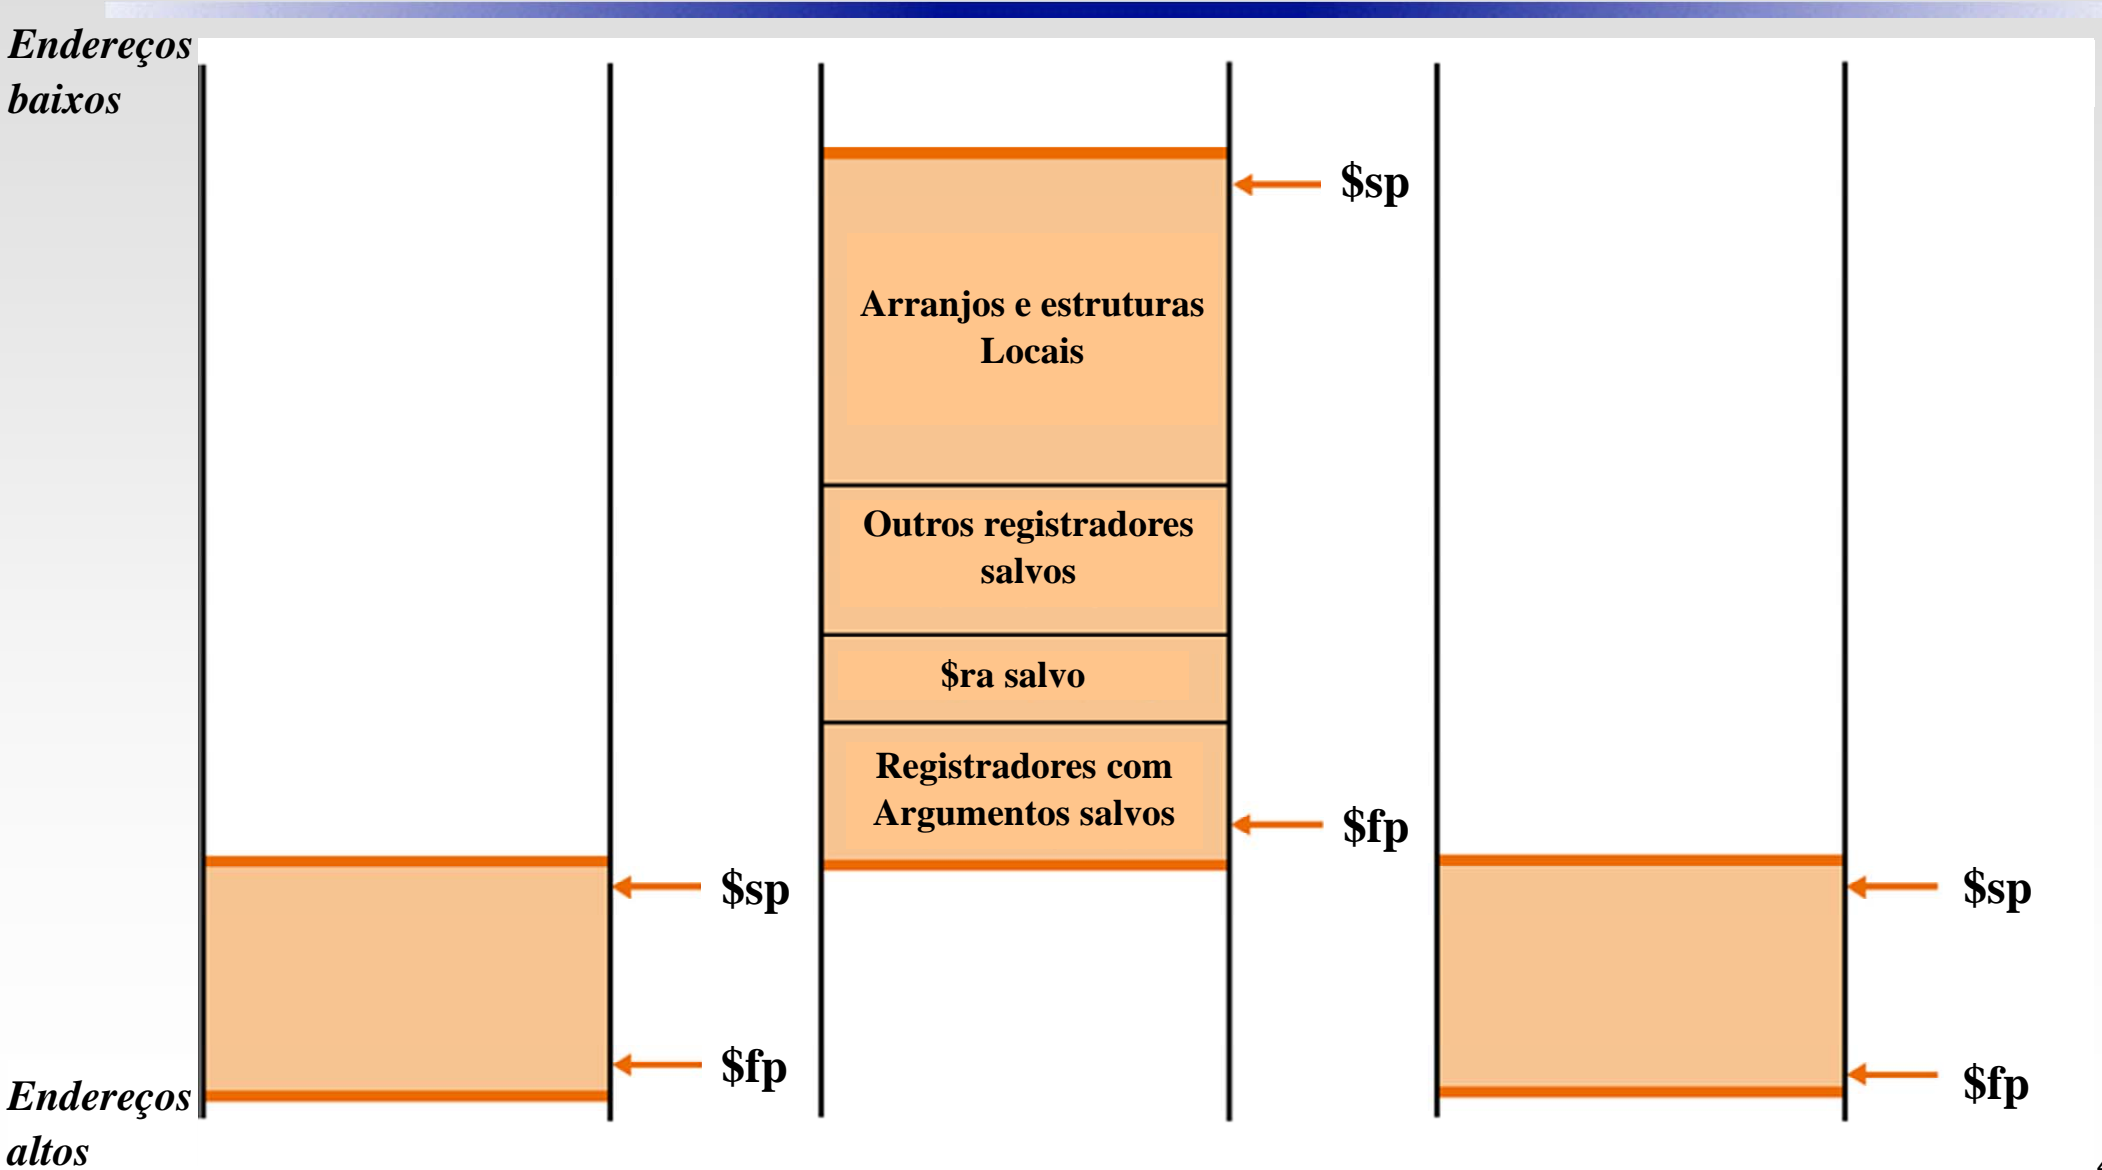 Endereços
baixos
$sp
Arranjos e estruturas
Locais
Outros registradores
salvos
$ra salvo
Registradores com
Argumentos salvos
$fp
$sp
$fp
$sp
$fp
Endereços
altos